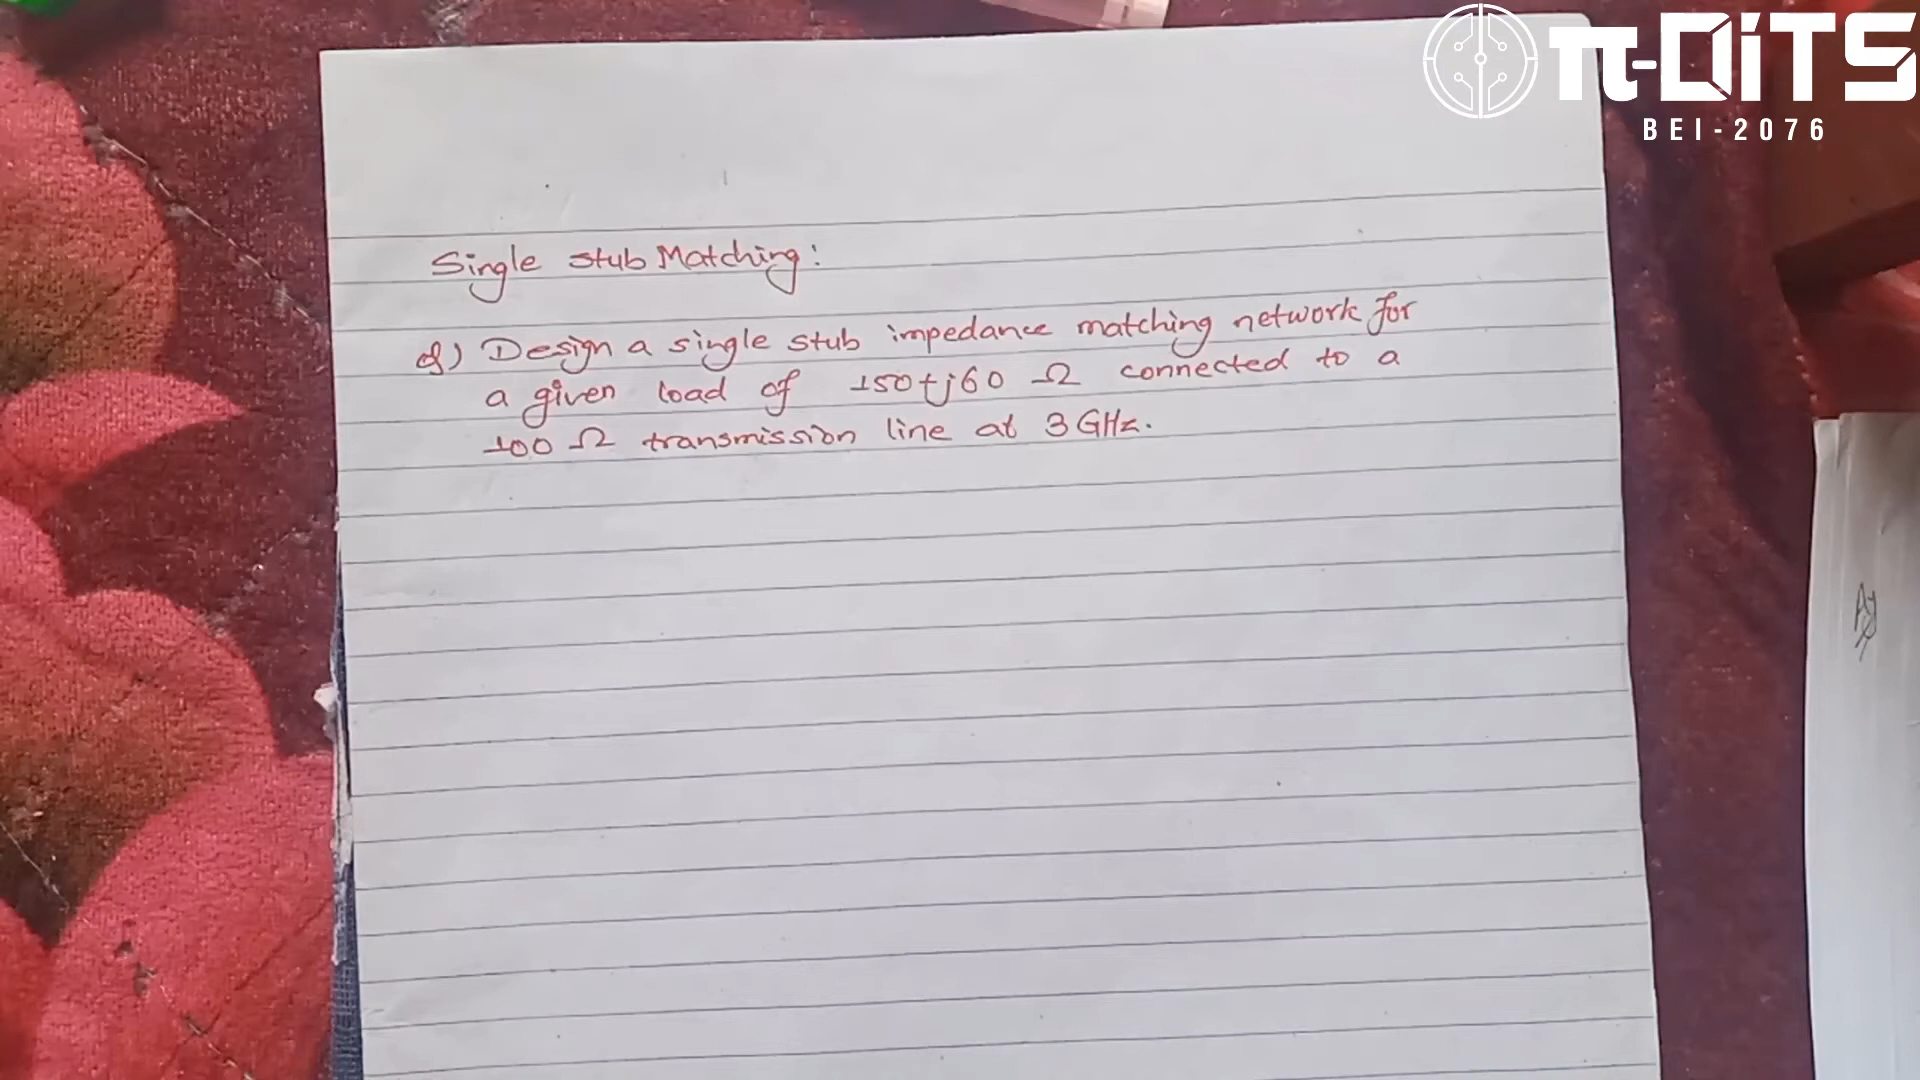 π-DiTS
BEI-2076
Single stub Matching:
Q) Design a single stub impedance matching network for
a given load of 150+j60 Ω connected to a
100 Ω transmission line at 3 GHz.